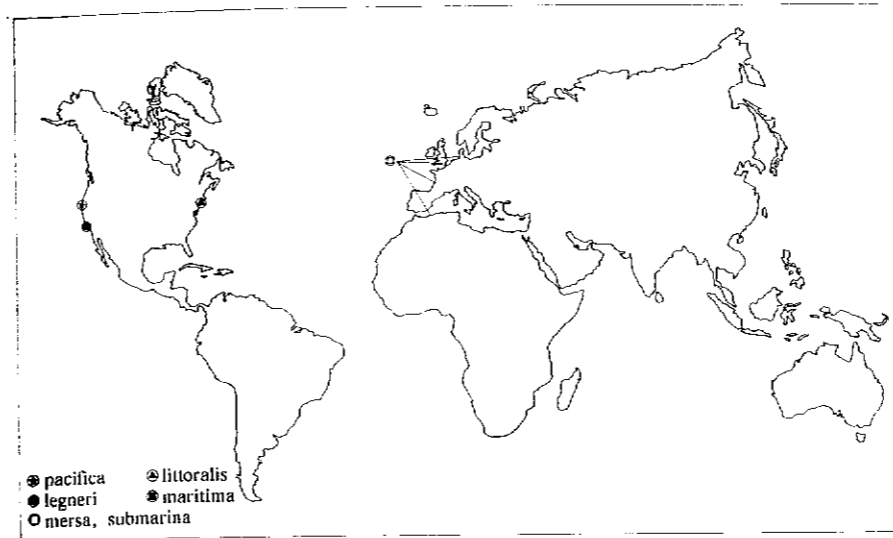 pacifica
littoralis
legneri
maritima
mersa, submarina